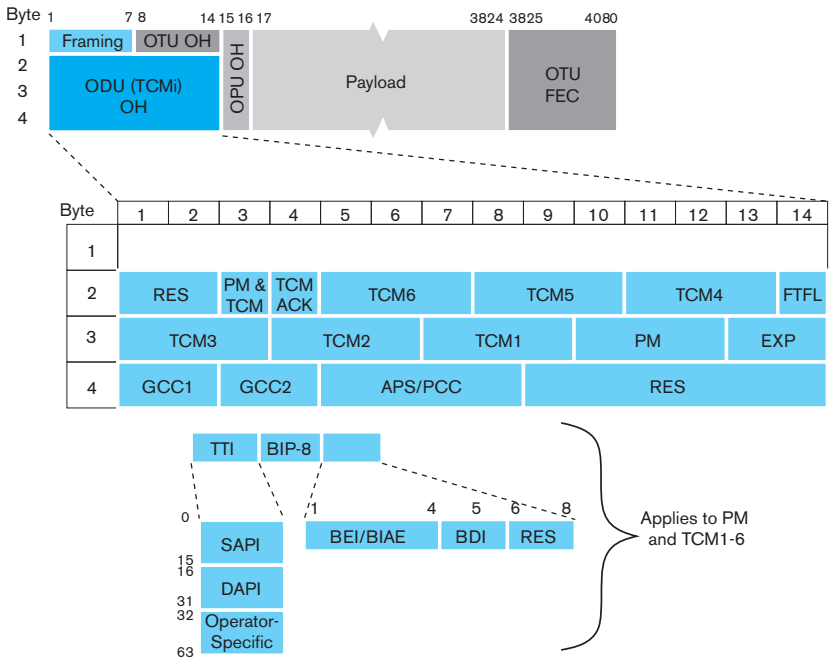 Byte 1 7 8 14 15 16 17 3824 3825 4080
1 Framing OTU OH
2
3
4
ODU (TCMi)
OH
OPU OH
Payload
OTU
FEC
Byte 1 2 3 4 5 6 7 8 9 10 11 12 13 14
1
2 RES PM &
TCM TCM
ACK TCM6 TCM5 TCM4 FTFL
3 TCM3 TCM2 TCM1 PM EXP
4 GCC1 GCC2 APS/PCC RES
TTI BIP-8
1 4 5 6 8
BEI/BIAE BDI RES
0
SAPI
15
16
DAPI
31
32
Operator-
Specific
63
Applies to PM
and TCM1-6